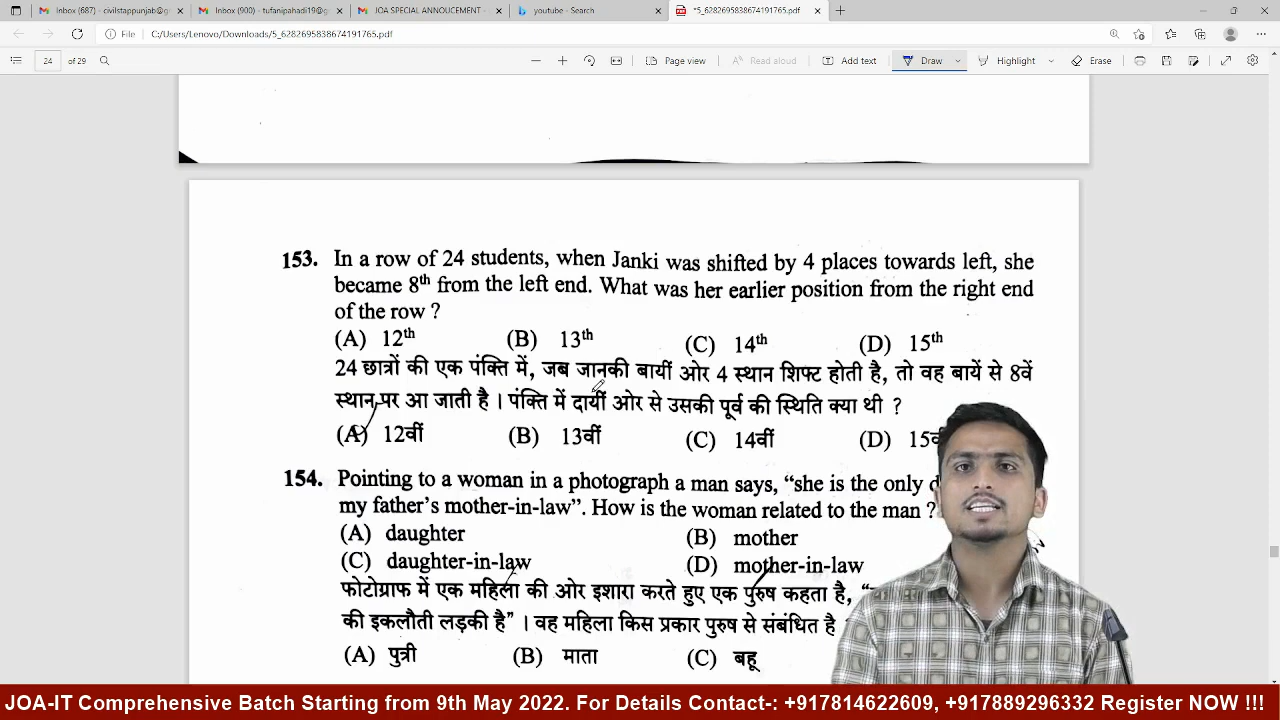 Inbox (687) - civilstappunjab@g
Inbox (900) - tufanipahadi19@g
JOA SPECIAL ANNOUCEMENT -
youtube - Search
*5_6282695838674191765.pdf
File
C:/Users/Lenovo/Downloads/5_6282695838674191765.pdf
24 of 29
Page view
Read aloud
Add text
Draw
Highlight
Erase
153. In a row of 24 students, when Janki was shifted by 4 places towards left, she
became 8th from the left end. What was her earlier position from the right end
of the row ?
(A) 12th (B) 13th (C) 14th (D) 15th
24 छात्रों की एक पंक्ति में, जब जानकी बायीं ओर 4 स्थान शिफ्ट होती है, तो वह बायें से 8वें
स्थान पर आ जाती है । पंक्ति में दायीं ओर से उसकी पूर्व की स्थिति क्या थी ?
(A) 12वीं (B) 13वीं (C) 14वीं (D)
154. Pointing to a woman in a photograph a man says, “she is the only
my father’s mother-in-law”. How is the woman related to the man ?
(A) daughter (B) mother
(C) daughter-in-law (D) mother-in-law
फोटोग्राफ में एक महिला की ओर इशारा करते हुए एक पुरुष कहता है,
की इकलौती लड़की है” । वह महिला किस प्रकार पुरुष से संबंधित है
(A) पुत्री (B) माता (C) बहू
JOA-IT Comprehensive Batch Starting from 9th May 2022. For Details Contact-: +917814622609, +917889296332 Register NOW !!!